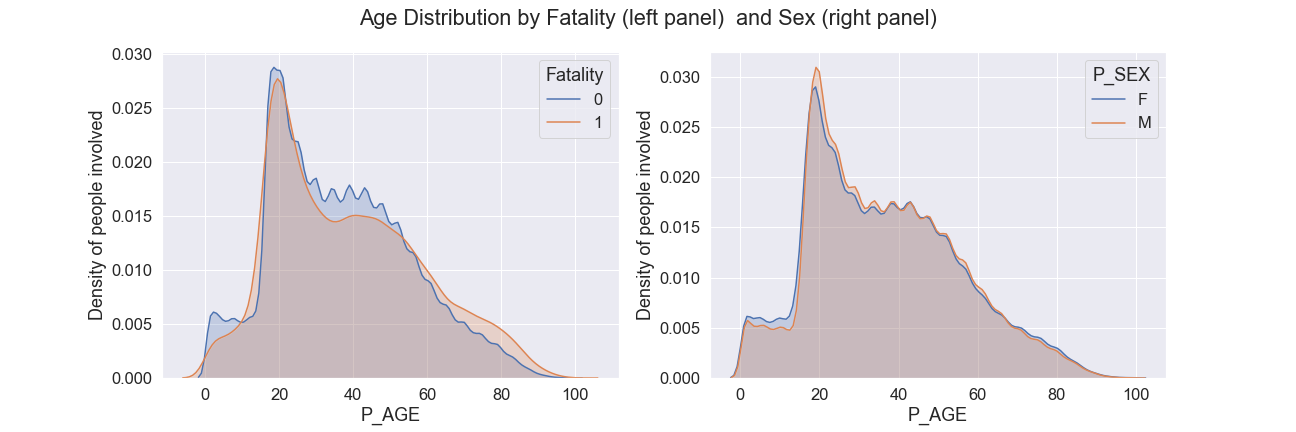 Age Distribution by Fatality (left panel)  and Sex (right panel)
Density of people involved
0.030
0.025
0.020
0.015
0.010
0.005
0.000
0 20 40 60 80 100
P_AGE
Fatality
0
1
Density of people involved
0.030
0.025
0.020
0.015
0.010
0.005
0.000
0 20 40 60 80 100
P_AGE
P_SEX
F
M